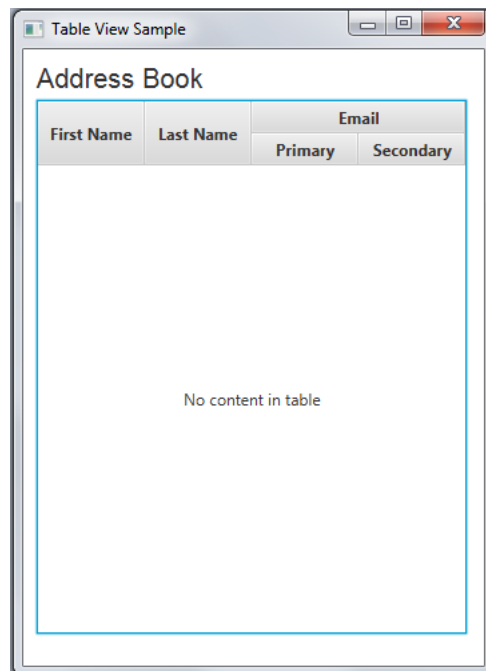 Table View Sample
Address Book
First Name Last Name Email
Primary Secondary
No content in table